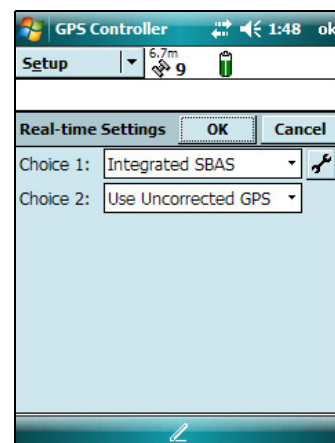 GPS Controller 1:48 ok
Setup 6.7m 9
Real-time Settings OK Cancel
Choice 1: Integrated SBAS
Choice 2: Use Uncorrected GPS